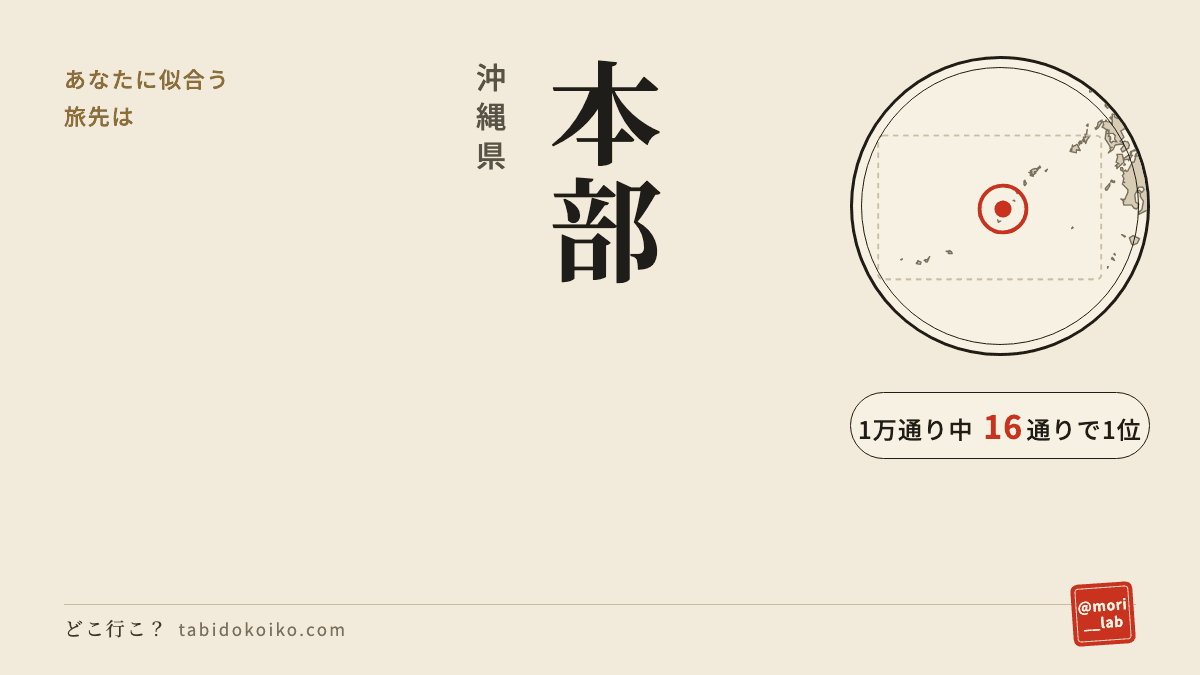 あなたに似合う
旅先は
本部
沖縄県
1万通り中 16通りで1位
どこ行こ？ tabidokoiko.com
@mori
__lab